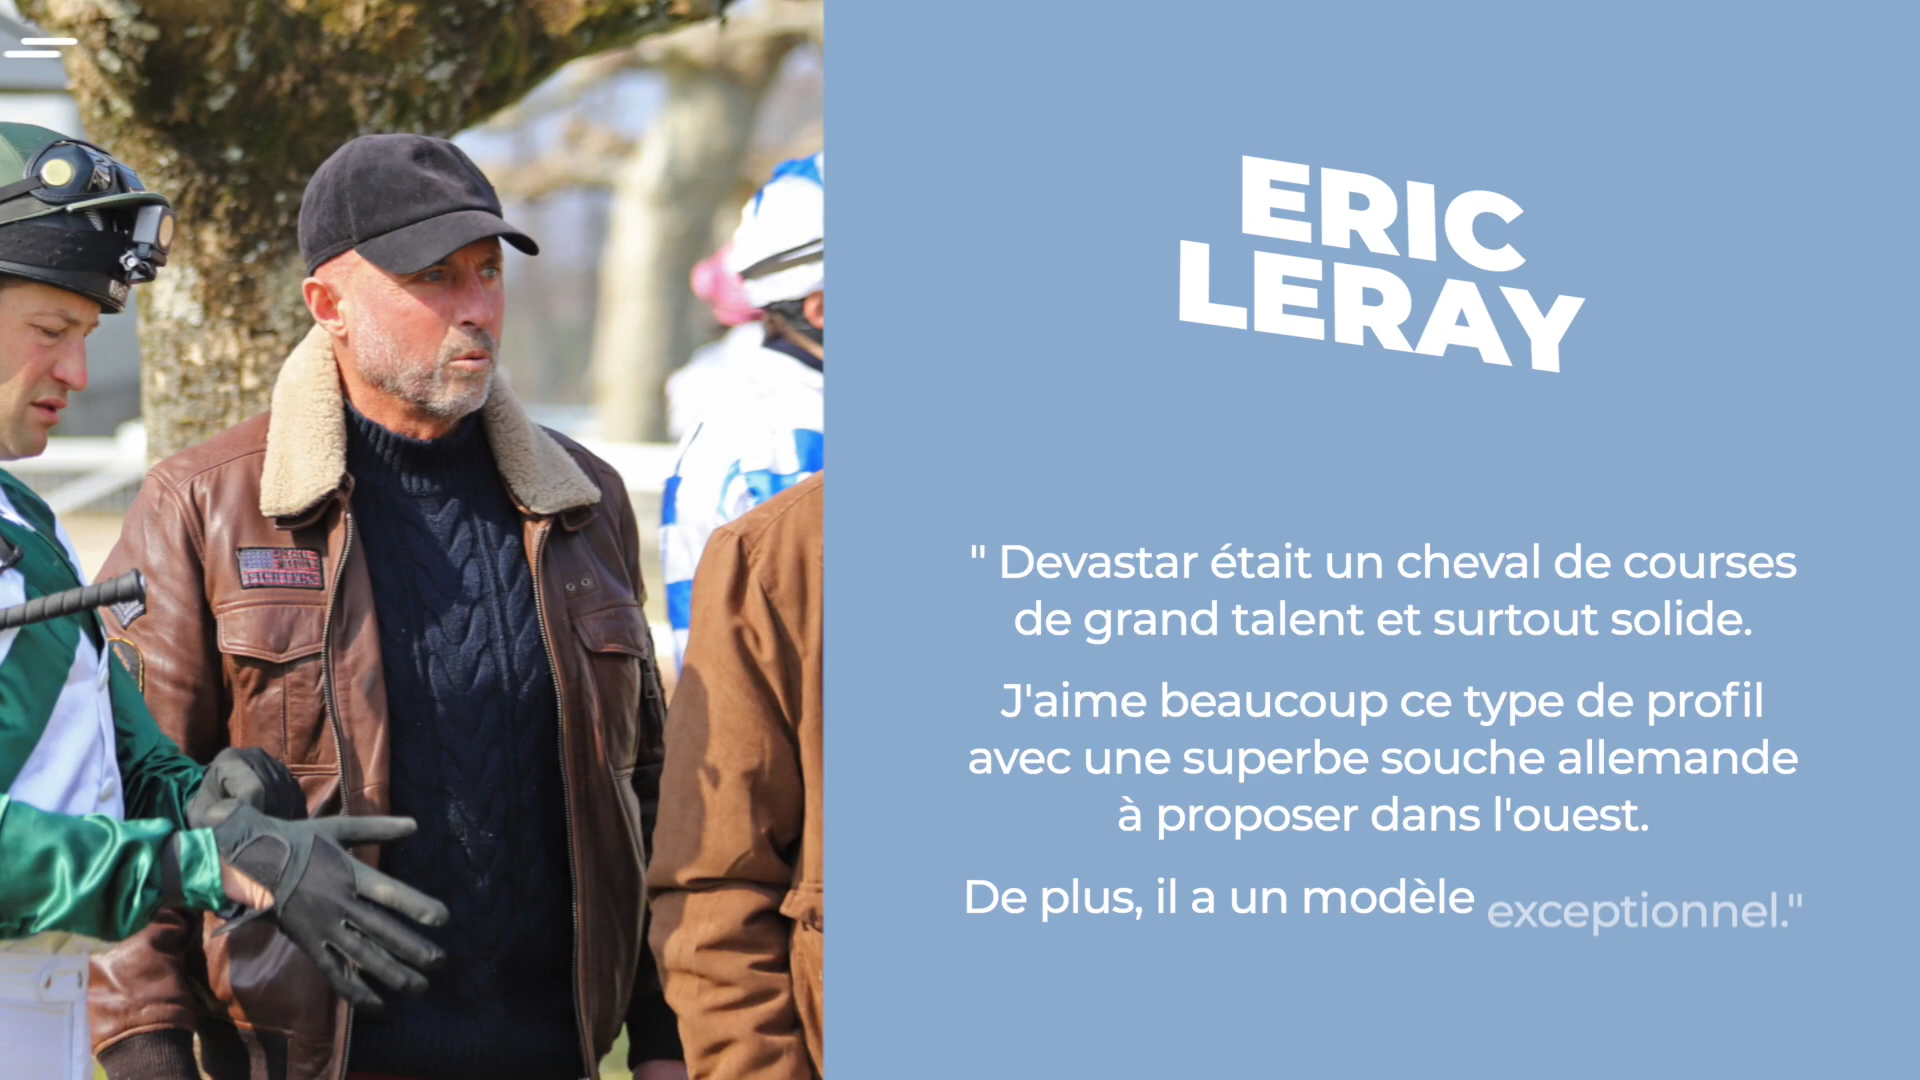 ERIC
LERAY
" Devastar était un cheval de courses
de grand talent et surtout solide.
J'aime beaucoup ce type de profil
avec une superbe souche allemande
à proposer dans l'ouest.
De plus, il a un modèle exceptionnel."